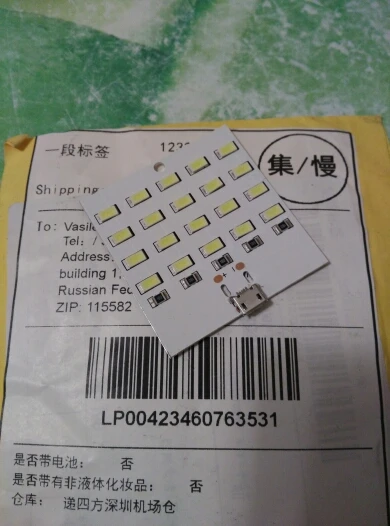 一段标签
集/慢
Shipping
To: Vasil
Tel: /
Address:
building 1,
Russian Fed
ZIP: 115582
LP00423460763531
是否带电池： 否
是否带有非液体化妆品： 否
仓库： 递四方深圳机场仓